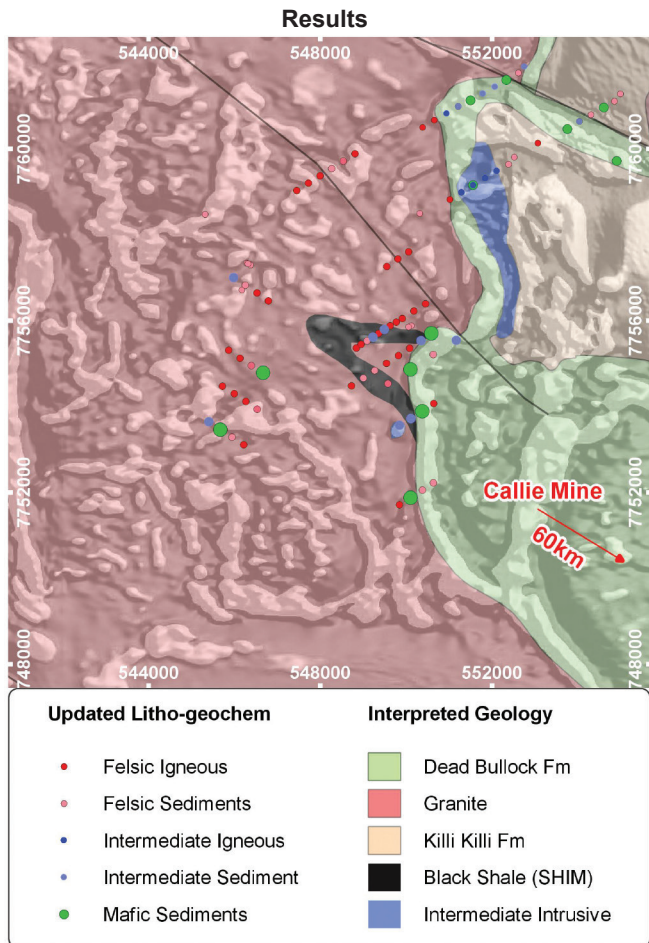 Results
544000 548000 552000
7760000 7760000
7756000 7756000
7752000 7752000
Callie Mine
60km
7748000 7748000
544000 548000 552000
Updated Litho-geochem
Felsic Igneous
Felsic Sediments
Intermediate Igneous
Intermediate Sediment
Mafic Sediments
Interpreted Geology
Dead Bullock Fm
Granite
Killi Killi Fm
Black Shale (SHIM)
Intermediate Intrusive